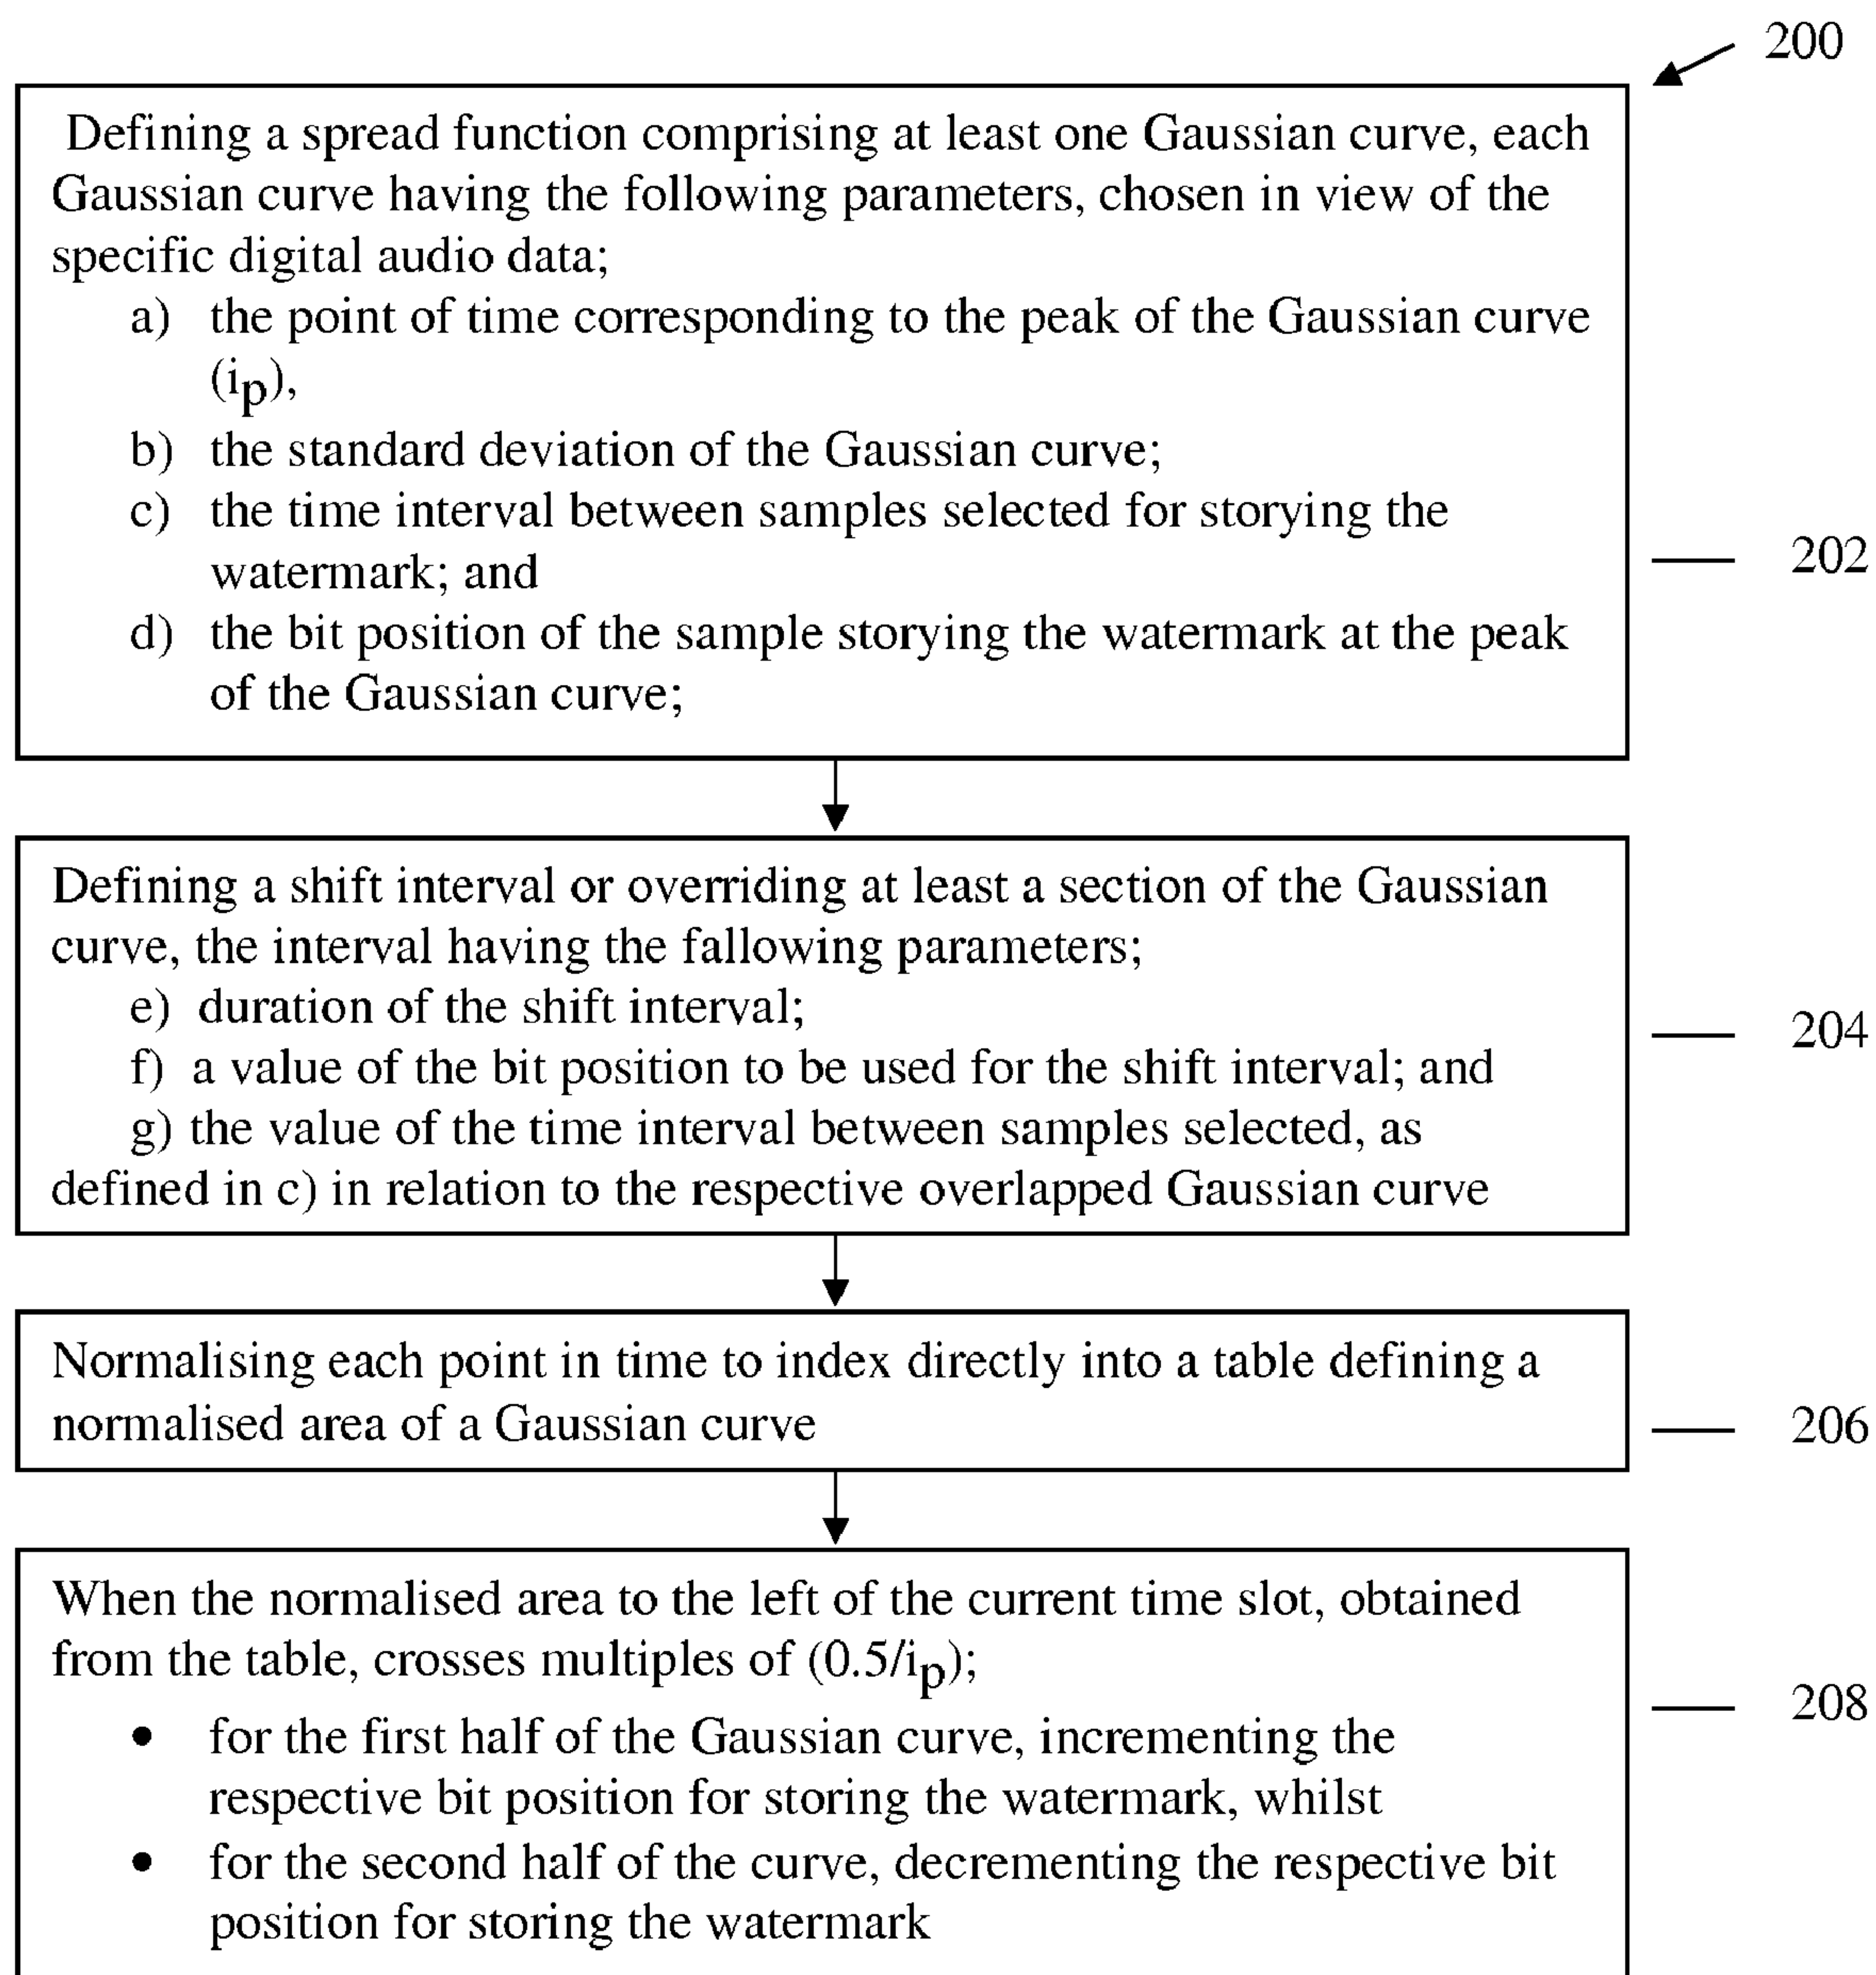 200
Defining a spread function comprising at least one Gaussian curve, each
Gaussian curve having the following parameters, chosen in view of the
specific digital audio data;
a) the point of time corresponding to the peak of the Gaussian curve
(ip),
b) the standard deviation of the Gaussian curve;
c) the time interval between samples selected for storying the
watermark; and
202
d) the bit position of the sample storying the watermark at the peak
of the Gaussian curve;
Defining a shift interval or overriding at least a section of the Gaussian
curve, the interval having the fallowing parameters;
e) duration of the shift interval;
204
f) a value of the bit position to be used for the shift interval; and
g) the value of the time interval between samples selected, as
defined in c) in relation to the respective overlapped Gaussian curve
Normalising each point in time to index directly into a table defining a
normalised area of a Gaussian curve
206
When the normalised area to the left of the current time slot, obtained
from the table, crosses multiples of (0.5/ip);
208
• for the first half of the Gaussian curve, incrementing the
respective bit position for storing the watermark, whilst
• for the second half of the curve, decrementing the respective bit
position for storing the watermark